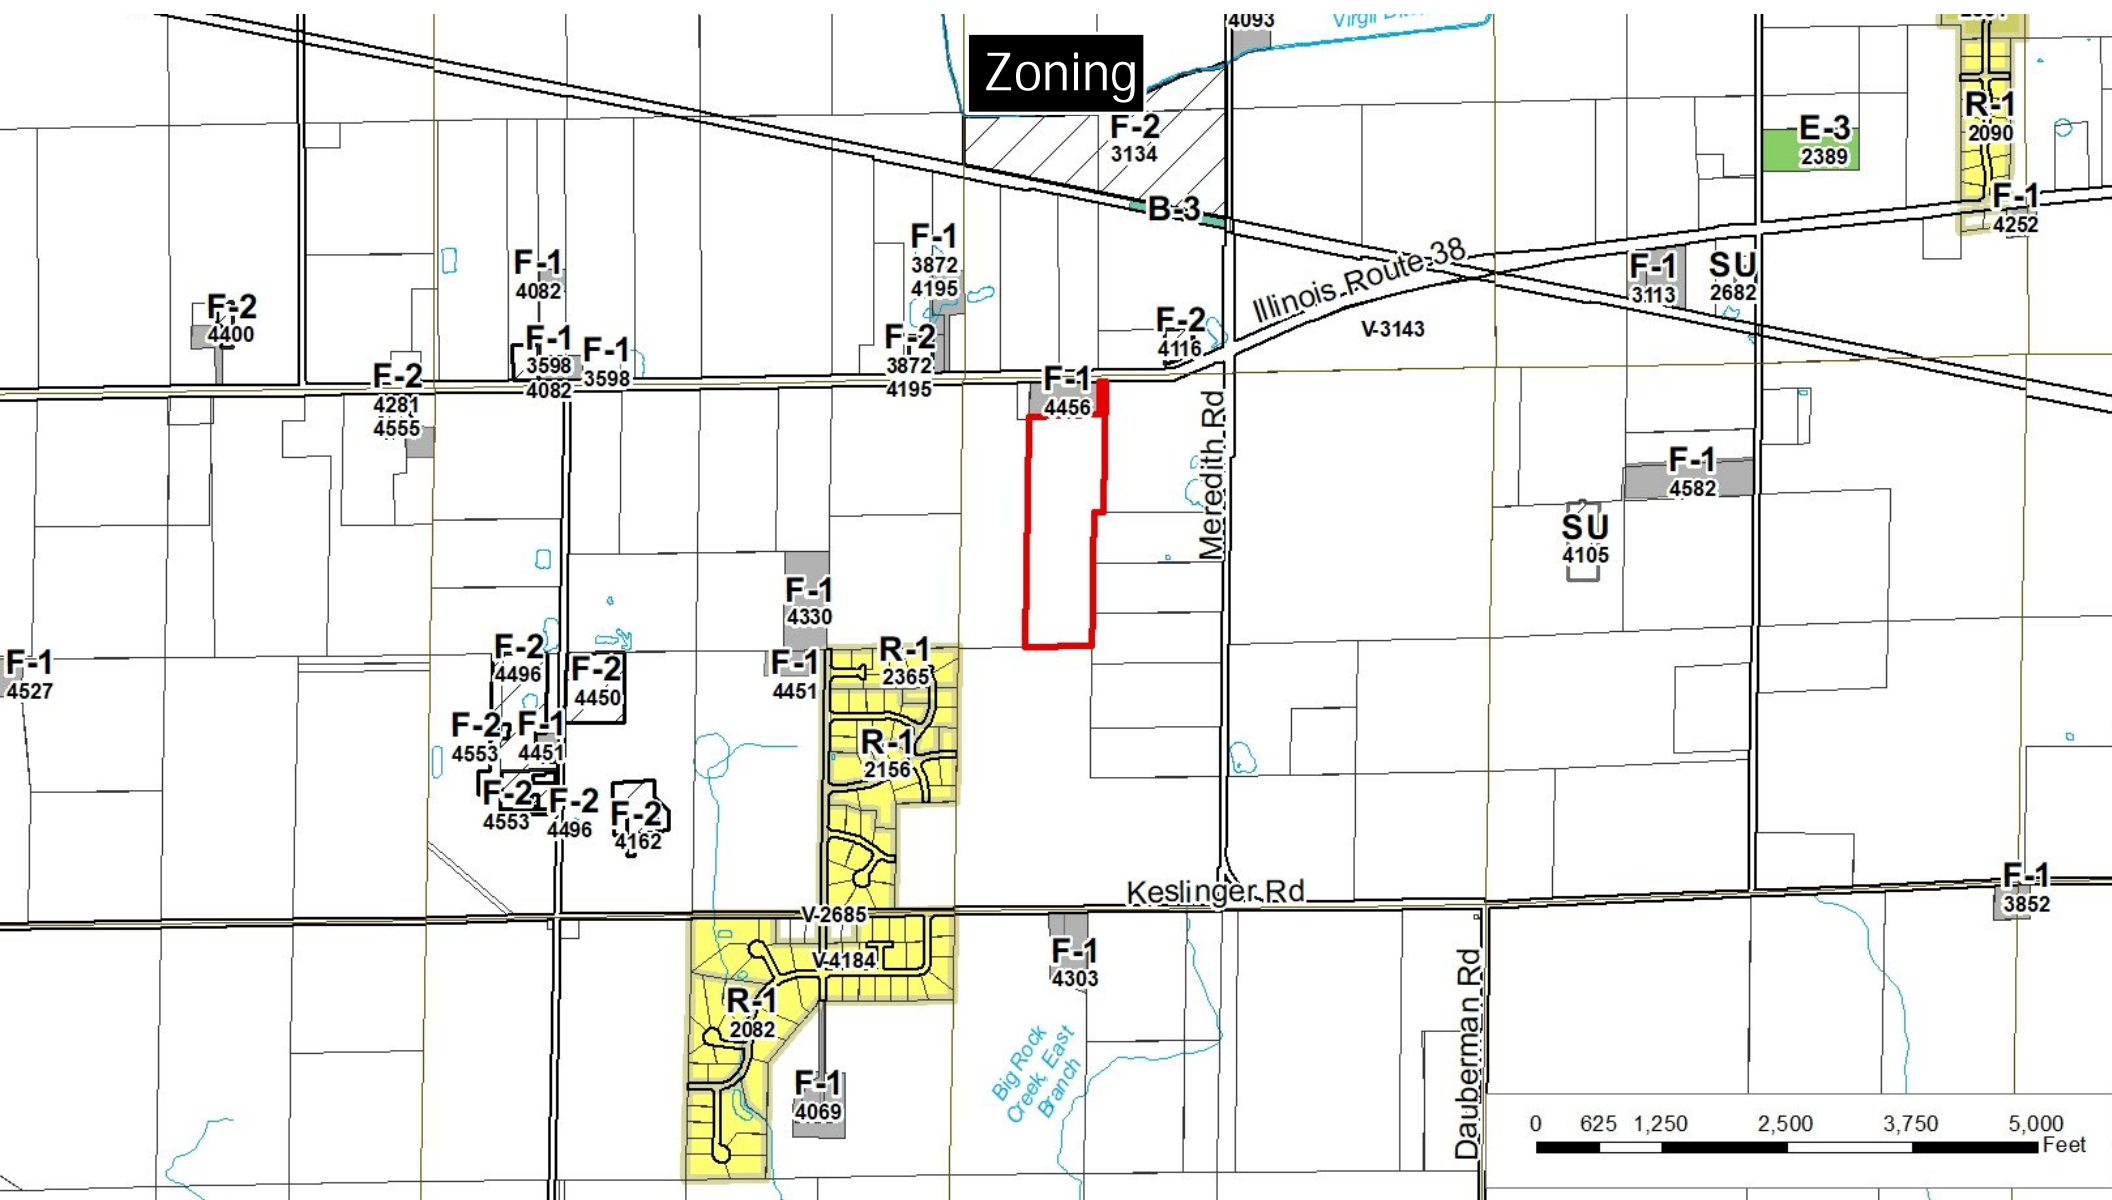 4093
Virgil
Zoning
R-1
2090
F-2
3134
E-3
2389
B-3
F-1
4252
F-1
3872
4195
Illinois Route 38
F-1
3113
SU
2682
F-1
4082
F-2
4400
F-2
4116
V-3143
F-1
3598
4082
F-1
3598
F-2
3872
4195
F-2
4281
4555
F-1
4456
Meredith Rd
F-1
4582
SU
4105
F-1
4330
F-1
4527
F-2
4496
F-2
4450
F-1
4451
R-1
2365
F-2
4553
F-1
4451
R-1
2156
F-2
4553
F-2
4496
F-2
4162
Keslinger Rd
F-1
3852
V-2685
V-4184
F-1
4303
R-1
2082
Dauberman Rd
Big Rock
Creek, East
Branch
F-1
4069
0 625 1,250 2,500 3,750 5,000
Feet